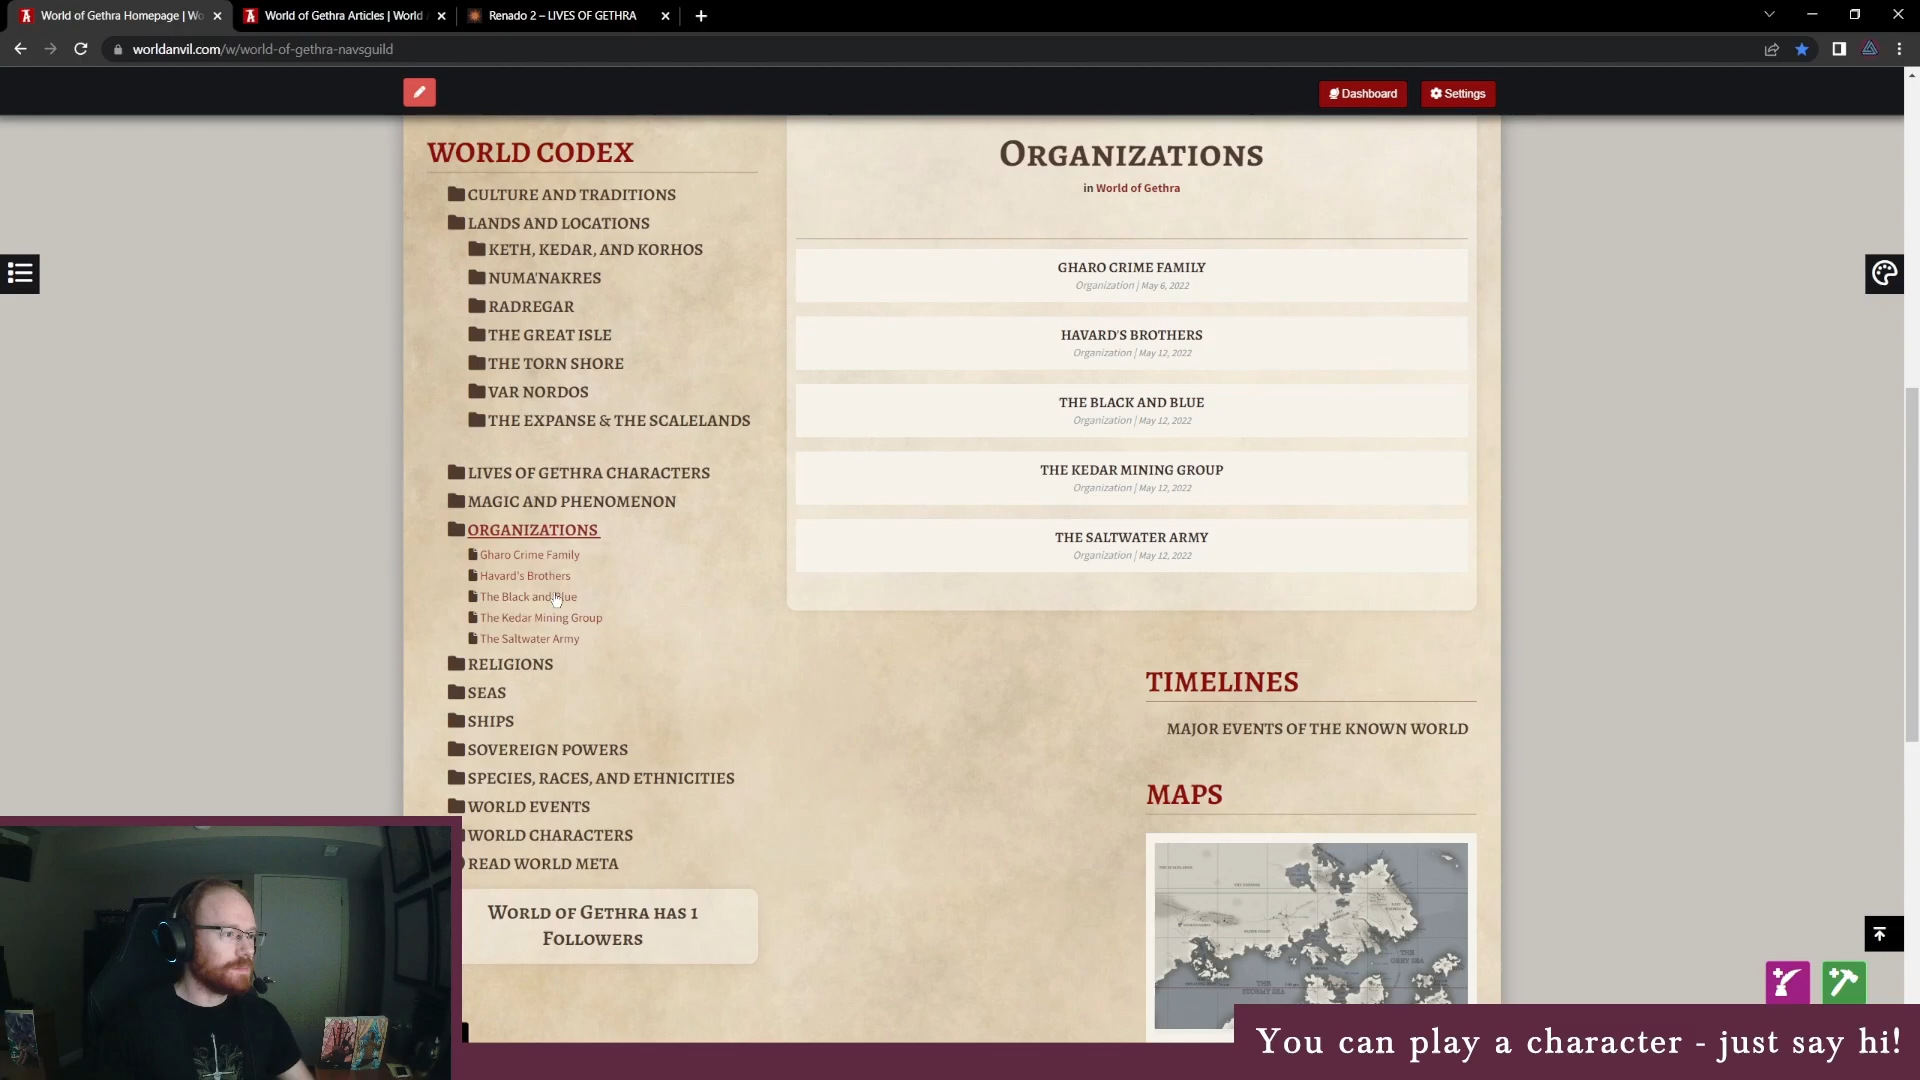 World of Gethra Homepage | Wo
World of Gethra Articles | World
Renado 2 – LIVES OF GETHRA
worldanvil.com/w/world-of-gethra-navsguild
Dashboard
Settings
WORLD CODEX
CULTURE AND TRADITIONS
LANDS AND LOCATIONS
KETH, KEDAR, AND KORHOS
NUMA'NAKRES
RADREGAR
THE GREAT ISLE
THE TORN SHORE
VAR NORDOS
THE EXPANSE & THE SCALELANDS
LIVES OF GETHRA CHARACTERS
MAGIC AND PHENOMENON
ORGANIZATIONS
Gharo Crime Family
Havard's Brothers
The Black and Blue
The Kedar Mining Group
The Saltwater Army
RELIGIONS
SEAS
SHIPS
SOVEREIGN POWERS
SPECIES, RACES, AND ETHNICITIES
WORLD EVENTS
WORLD CHARACTERS
READ WORLD META
WORLD OF GETHRA HAS 1
FOLLOWERS
ORGANIZATIONS
in World of Gethra
GHARO CRIME FAMILY
Organization | May 6, 2022
HAVARD'S BROTHERS
Organization | May 12, 2022
THE BLACK AND BLUE
Organization | May 12, 2022
THE KEDAR MINING GROUP
Organization | May 12, 2022
THE SALTWATER ARMY
Organization | May 12, 2022
TIMELINES
MAJOR EVENTS OF THE KNOWN WORLD
MAPS
THE
GREY SEA
THE
STORMY SEA
You can play a character - just say hi!